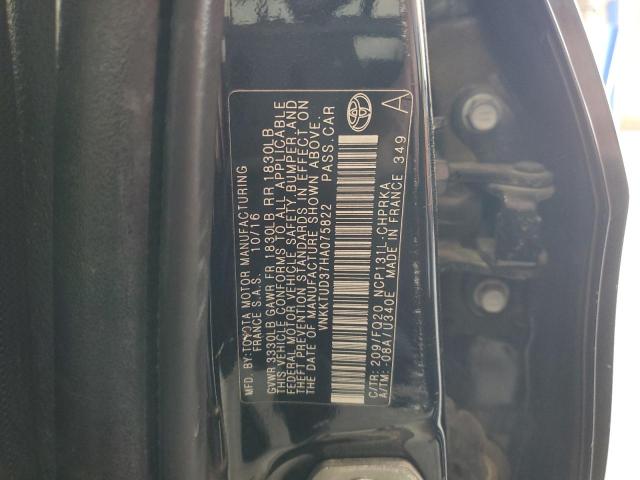 MFD. BY: TOYOTA MOTOR MANUFACTURING
FRANCE S.A.S. 10/16
GVWR 3330LB GAWR FR 1830LB RR 1830LB
THIS VEHICLE CONFORMS TO ALL APPLICABLE
FEDERAL MOTOR VEHICLE SAFETY, BUMPER, AND
THEFT PREVENTION STANDARDS IN EFFECT ON
THE DATE OF MANUFACTURE SHOWN ABOVE.
VNKKTUD37HA075822 PASS.CAR
C/TR: 209/FQ20 NCP131L-CHPRKA
A/TM: -08A/U340E MADE IN FRANCE 349
A